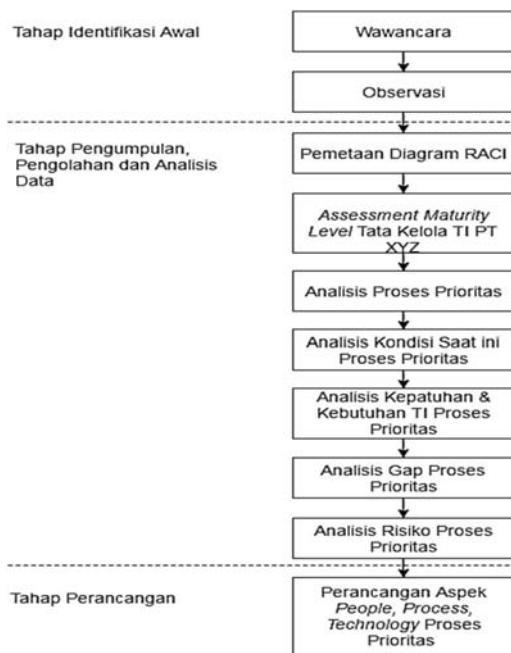 Tahap Identifikasi Awal
Wawancara
Observasi
Tahap Pengumpulan,
Pengolahan dan Analisis
Data
Pemetaan Diagram RACI
Assessment Maturity
Level Tata Kelola TI PT
XYZ
Analisis Proses Prioritas
Analisis Kondisi Saat ini
Proses Prioritas
Analisis Kepatuhan &
Kebutuhan TI Proses
Prioritas
Analisis Gap Proses
Prioritas
Analisis Risiko Proses
Prioritas
Tahap Perancangan
Perancangan Aspek
People, Process,
Technology Proses
Prioritas